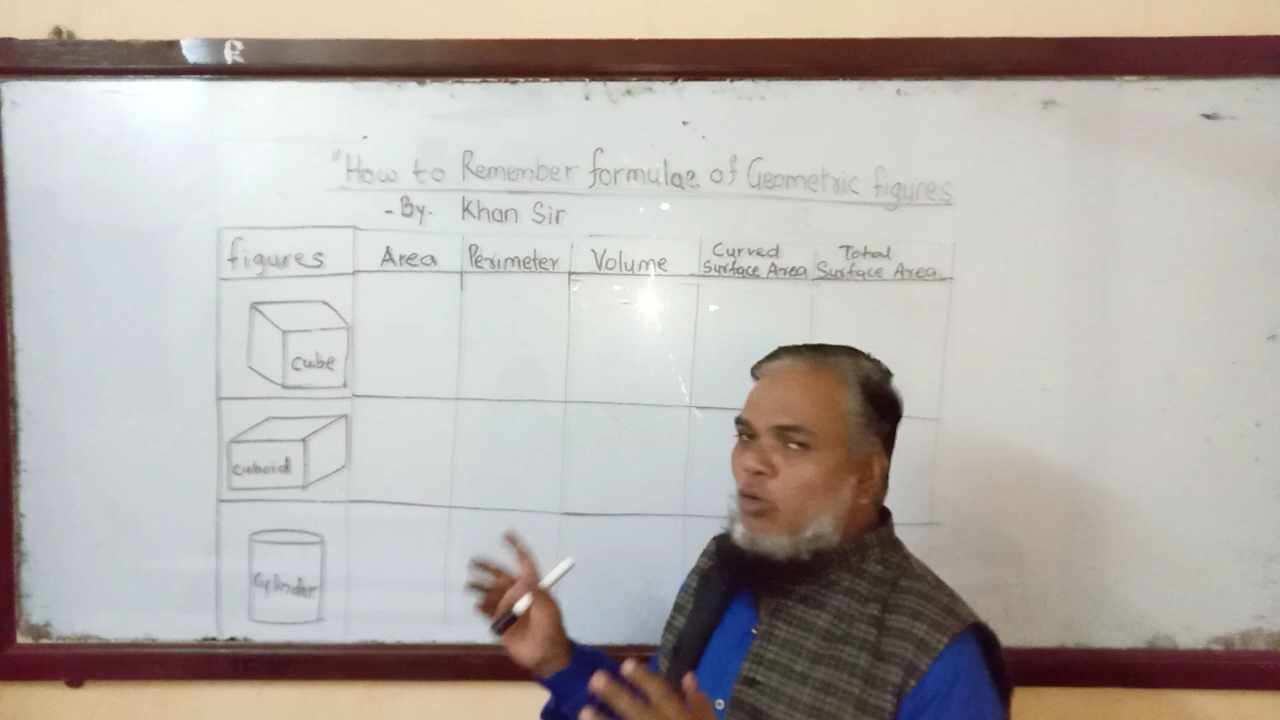 R
"How to Remember formulae of Geometric figures
- By. Khan Sir
figures Area Perimeter Volume Curved Surface Area Total Surface Area.
cube
cuboid
Cylinder